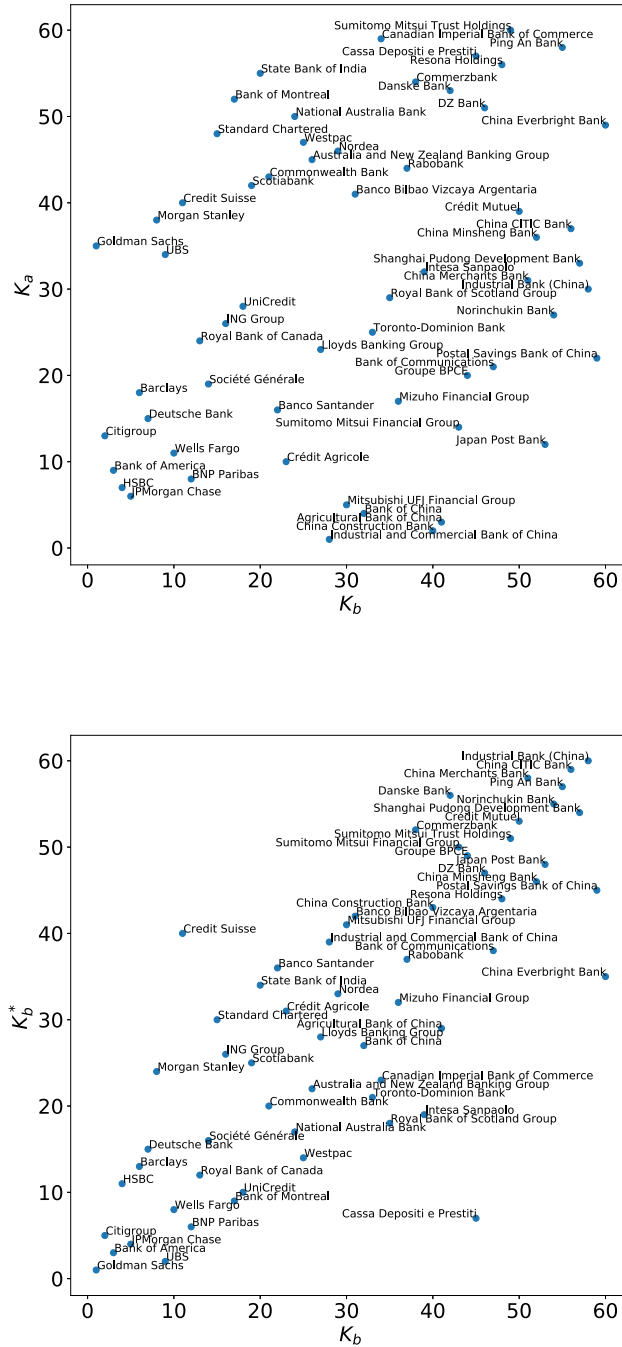 Sumitomo Mitsui Trust Holdings
60
Canadian Imperial Bank of Commerce
Ping An Bank
Cassa Depositi e Prestiti
Resona Holdings
State Bank of India
Commerzbank
Danske Bank
Bank of Montreal
DZ Bank
National Australia Bank
50
China Everbright Bank
Standard Chartered
Westpac
Nordea
Australia and New Zealand Banking Group
Rabobank
Commonwealth Bank
Scotiabank
Banco Bilbao Vizcaya Argentaria
Credit Suisse
40
Crédit Mutuel
Morgan Stanley
China CITIC Bank
China Minsheng Bank
Goldman Sachs
UBS
Shanghai Pudong Development Bank
Intesa Sanpaolo
China Merchants Bank
Industrial Bank (China)
30
K_a
Royal Bank of Scotland Group
UniCredit
Norinchukin Bank
ING Group
Toronto-Dominion Bank
Royal Bank of Canada
Lloyds Banking Group
Postal Savings Bank of China
Bank of Communications
20
Groupe BPCE
Société Générale
Barclays
Mizuho Financial Group
Banco Santander
Deutsche Bank
Sumitomo Mitsui Financial Group
Citigroup
Japan Post Bank
Wells Fargo
Crédit Agricole
10
Bank of America
BNP Paribas
HSBC
JPMorgan Chase
Mitsubishi UFJ Financial Group
Bank of China
Agricultural Bank of China
China Construction Bank
Industrial and Commercial Bank of China
0
0 10 20 30 40 50 60
K_b
Industrial Bank (China)
60
China CITIC Bank
China Merchants Bank
Ping An Bank
Danske Bank
Norinchukin Bank
Shanghai Pudong Development Bank
Crédit Mutuel
Commerzbank
Sumitomo Mitsui Trust Holdings
Sumitomo Mitsui Financial Group
50
Groupe BPCE
Japan Post Bank
DZ Bank
China Minsheng Bank
Postal Savings Bank of China
Resona Holdings
China Construction Bank
Banco Bilbao Vizcaya Argentaria
Mitsubishi UFJ Financial Group
Credit Suisse
40
Industrial and Commercial Bank of China
Bank of Communications
Rabobank
Banco Santander
China Everbright Bank
State Bank of India
Nordea
Mizuho Financial Group
Crédit Agricole
Standard Chartered
30
K_b^*
Agricultural Bank of China
Lloyds Banking Group
Bank of China
ING Group
Scotiabank
Morgan Stanley
Canadian Imperial Bank of Commerce
Australia and New Zealand Banking Group
Toronto-Dominion Bank
Commonwealth Bank
20
Intesa Sanpaolo
Royal Bank of Scotland Group
National Australia Bank
Société Générale
Deutsche Bank
Westpac
Barclays
Royal Bank of Canada
HSBC
UniCredit
10
Bank of Montreal
Wells Fargo
Cassa Depositi e Prestiti
BNP Paribas
Citigroup
JPMorgan Chase
Bank of America
UBS
Goldman Sachs
0
0 10 20 30 40 50 60
K_b